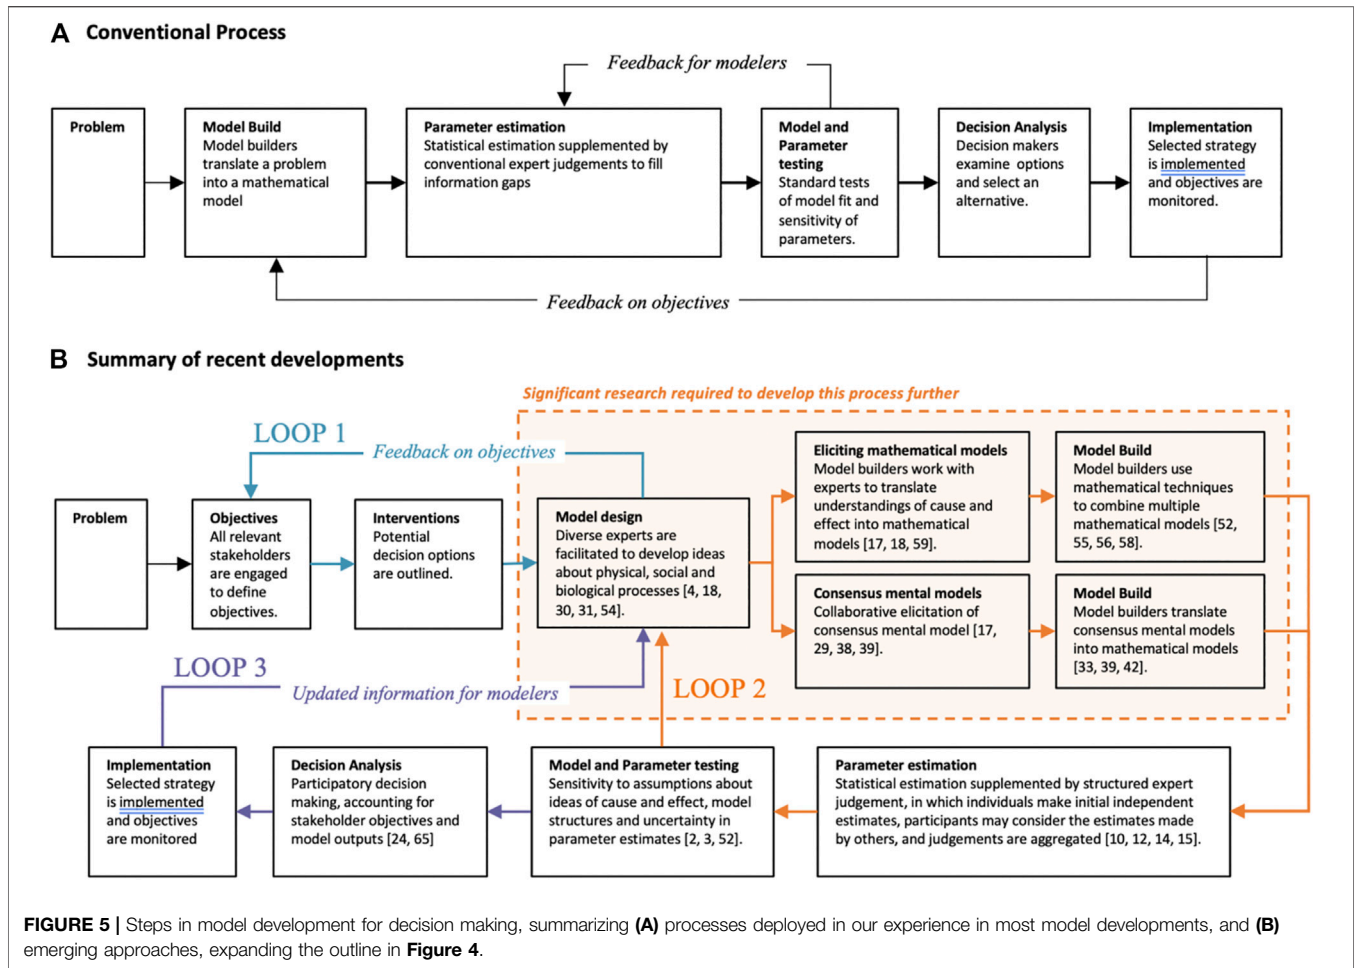 A Conventional Process
Feedback for modelers
Problem
Model Build
Model builders
translate a problem
into a mathematical
model
Parameter estimation
Statistical estimation supplemented by
conventional expert judgements to fill
information gaps
Model and
Parameter
testing
Standard tests
of model fit and
sensitivity of
parameters.
Decision Analysis
Decision makers
examine options
and select an
alternative.
Implementation
Selected strategy
is implemented
and objectives are
monitored.
Feedback on objectives
B Summary of recent developments
Significant research required to develop this process further
LOOP 1
Feedback on objectives
Problem
Objectives
All relevant
stakeholders
are engaged
to define
objectives.
Interventions
Potential
decision options
are outlined.
Model design
Diverse experts are
facilitated to develop ideas
about physical, social and
biological processes [4, 18,
30, 31, 54].
Eliciting mathematical models
Model builders work with
experts to translate
understandings of cause and
effect into mathematical
models [17, 18, 59].
Model Build
Model builders use
mathematical techniques
to combine multiple
mathematical models [52,
55, 56, 58].
Consensus mental models
Collaborative elicitation of
consensus mental model [17,
29, 38, 39].
Model Build
Model builders translate
consensus mental models
into mathematical models
[33, 39, 42].
LOOP 3
Updated information for modelers
LOOP 2
Implementation
Selected strategy
is implemented
and objectives
are monitored
Decision Analysis
Participatory decision
making, accounting for
stakeholder objectives and
model outputs [24, 65]
Model and Parameter testing
Sensitivity to assumptions about
ideas of cause and effect, model
structures and uncertainty in
parameter estimates [2, 3, 52].
Parameter estimation
Statistical estimation supplemented by structured expert
judgement, in which individuals make initial independent
estimates, participants may consider the estimates made
by others, and judgements are aggregated [10, 12, 14, 15].
FIGURE 5 | Steps in model development for decision making, summarizing (A) processes deployed in our experience in most model developments, and (B)
emerging approaches, expanding the outline in Figure 4.